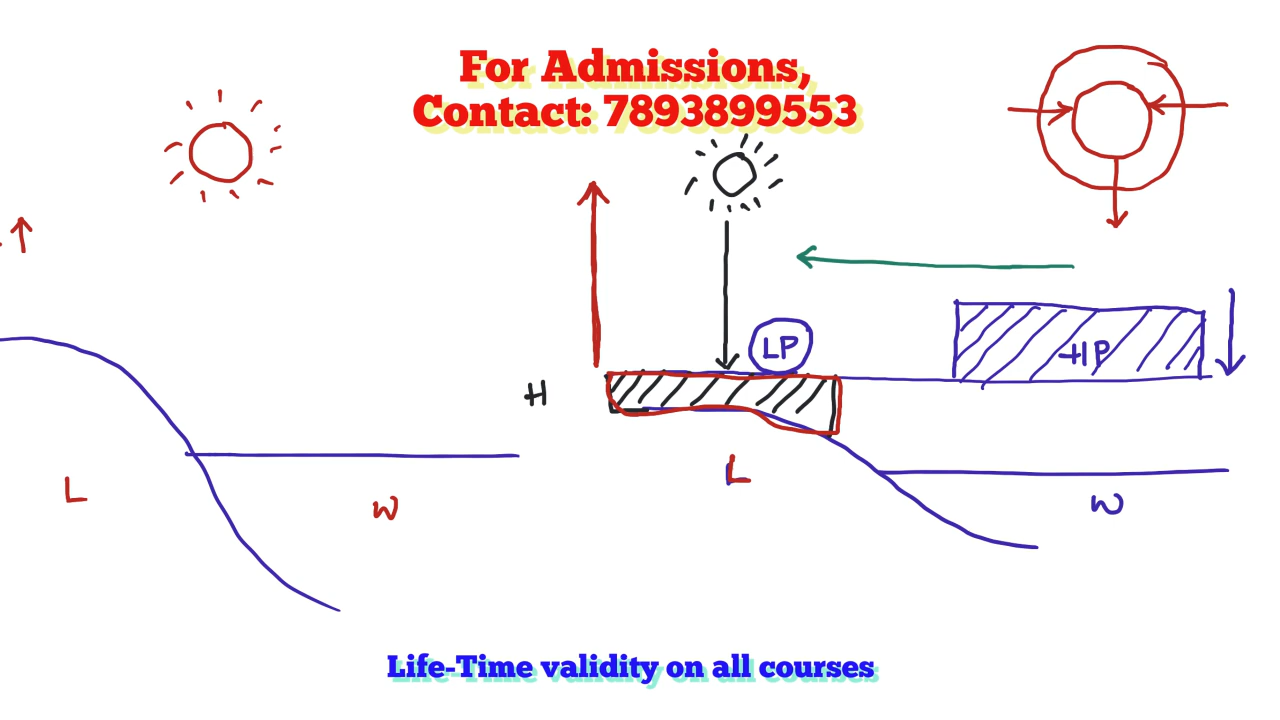 For Admissions,
Contact: 7893899553
LP
HP
H
L
L
W
W
Life-Time validity on all courses